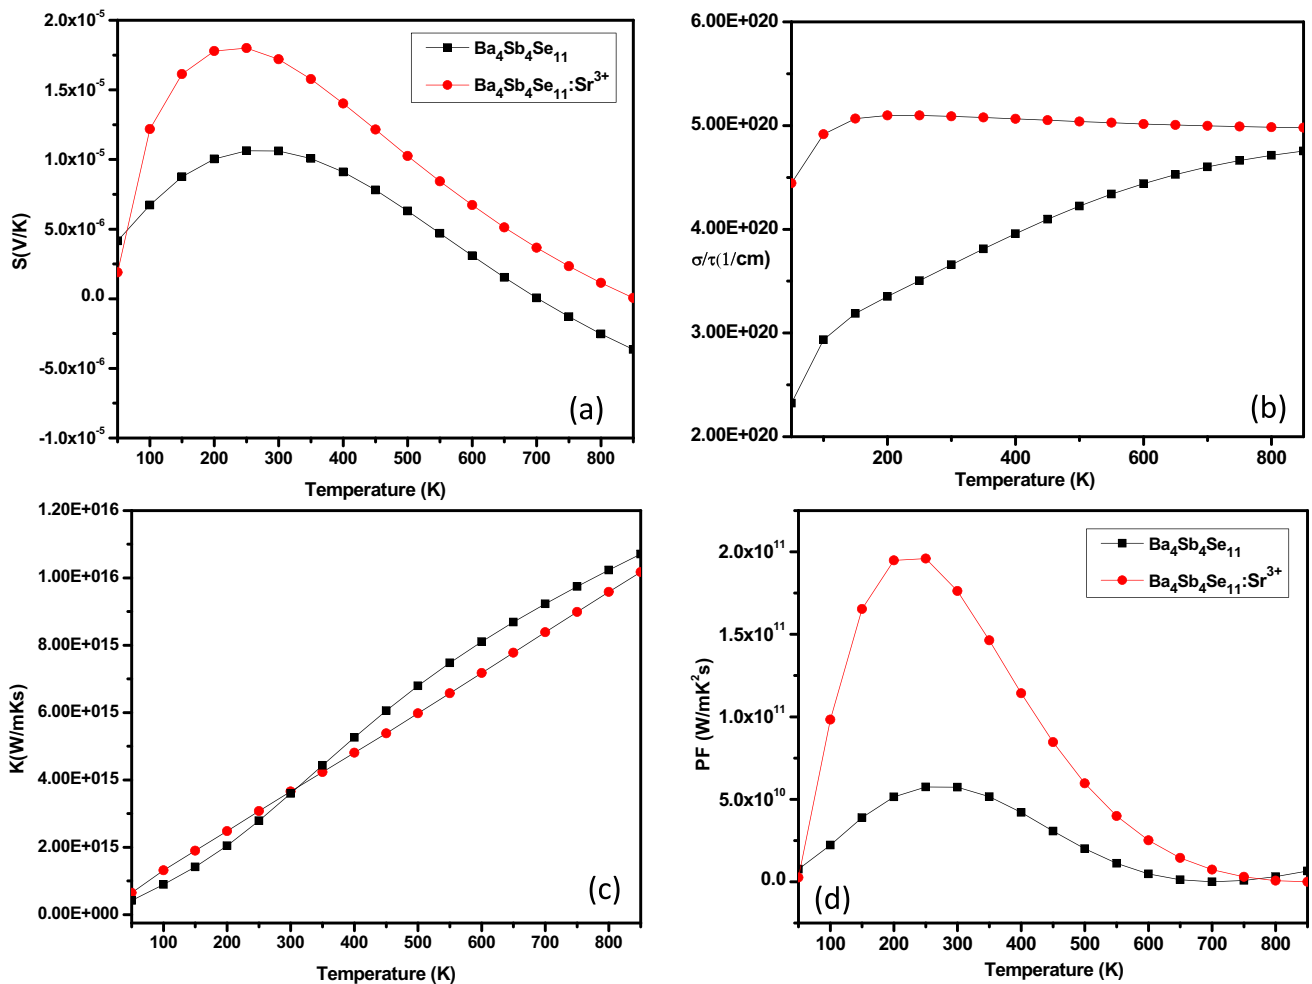 2.0x10⁻⁵
1.5x10⁻⁵
1.0x10⁻⁵
5.0x10⁻⁶
0.0
-5.0x10⁻⁶
-1.0x10⁻⁵
S(V/K)
Ba₄Sb₄Se₁₁
Ba₄Sb₄Se₁₁:Sr³⁺
(a)
100 200 300 400 500 600 700 800
Temperature (K)
6.00E+020
5.00E+020
4.00E+020
σ/τ(1/cm)
3.00E+020
2.00E+020
(b)
200 400 600 800
Temperature (K)
1.20E+016
1.00E+016
8.00E+015
6.00E+015
4.00E+015
2.00E+015
0.00E+000
K(W/mKs)
(c)
100 200 300 400 500 600 700 800
Temperature (K)
2.0x10¹¹
1.5x10¹¹
1.0x10¹¹
5.0x10¹⁰
0.0
PF (W/mK²s)
Ba₄Sb₄Se₁₁
Ba₄Sb₄Se₁₁:Sr³⁺
(d)
100 200 300 400 500 600 700 800
Temperature (K)